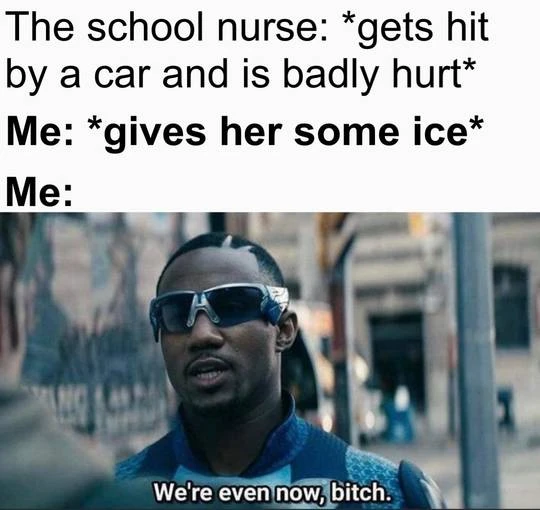 The school nurse: *gets hit
by a car and is badly hurt*
Me: *gives her some ice*
Me:
We're even now, bitch.